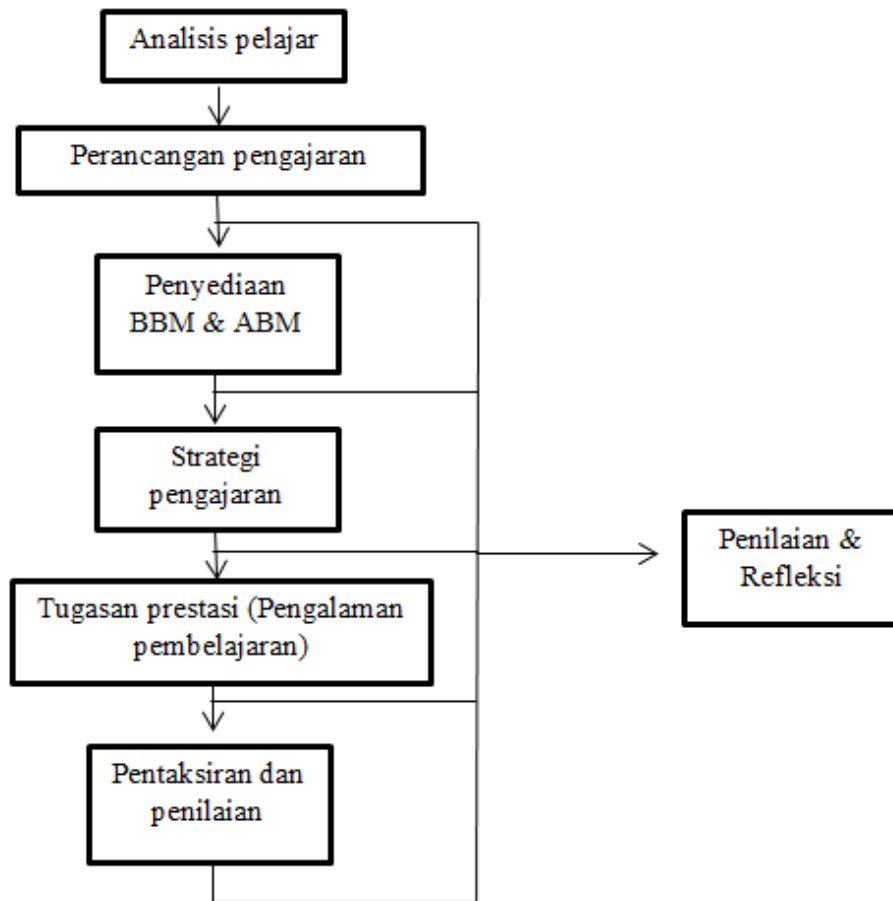 Analisis pelajar
Perancangan pengajaran
Penyediaan
BBM & ABM
Strategi
pengajaran
Penilaian &
Refleksi
Tugasan prestasi (Pengalaman
pembelajaran)
Pentaksiran dan
penilaian